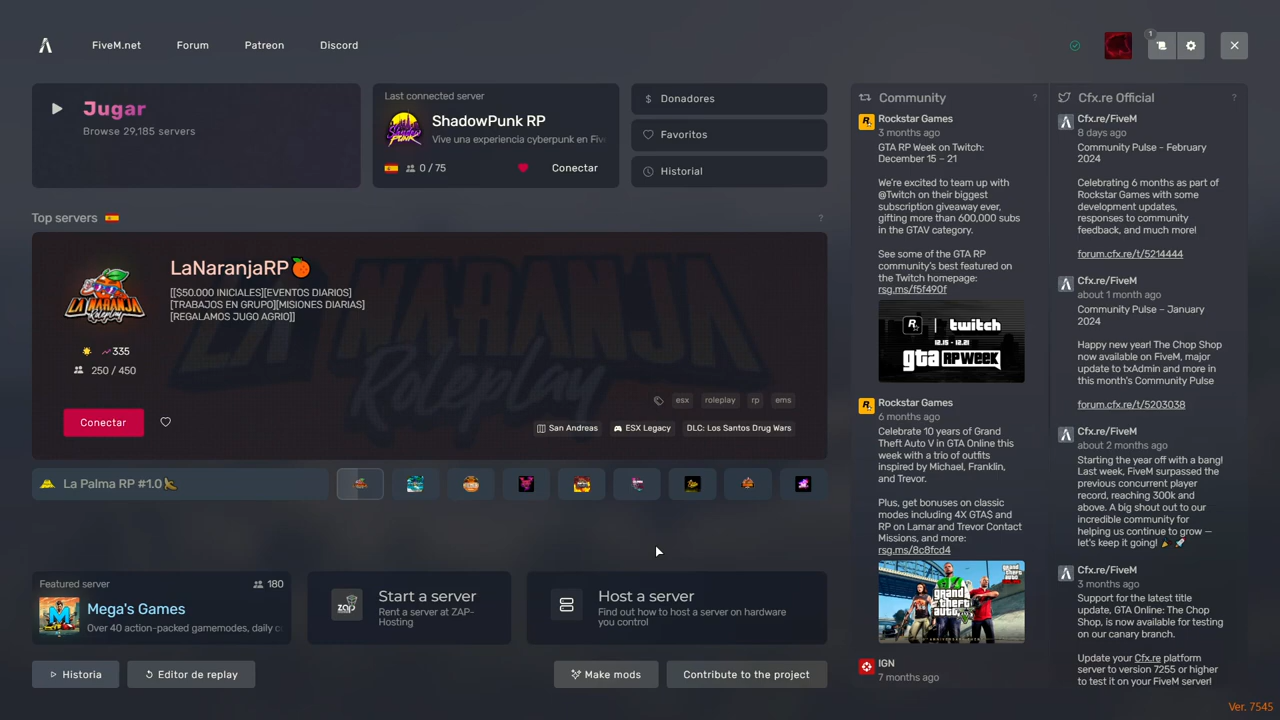 FiveM.net
Forum
Patreon
Discord
1
Jugar
Browse 29,185 servers
Last connected server
Shadow
PUNK
ShadowPunk RP
Vive una experiencia cyberpunk en Five
0 / 75
Conectar
$ Donadores
Favoritos
Historial
Top servers
?
LA NARANJA
Roleplay
LaNaranjaRP
[[$50.000 INICIALES][EVENTOS DIARIOS]
[TRABAJOS EN GRUPO][MISIONES DIARIAS]
[REGALAMOS JUGO AGRIO]]
335
250 / 450
Conectar
esx
roleplay
rp
ems
San Andreas
ESX Legacy
DLC: Los Santos Drug Wars
La Palma RP #1.0
Featured server
180
Mega's Games
Over 40 action-packed gamemodes, daily c
ZAP
Start a server
Rent a server at ZAP-
Hosting
Host a server
Find out how to host a server on hardware
you control
Historia
Editor de replay
Make mods
Contribute to the project
Community
?
Rockstar Games
3 months ago
GTA RP Week on Twitch:
December 15 – 21
We're excited to team up with
@Twitch on their biggest
subscription giveaway ever,
gifting more than 600,000 subs
in the GTAV category.
See some of the GTA RP
community's best featured on
the Twitch homepage:
rsg.ms/f5f490f
R | twitch
12.15 - 12.21
gta RP WEEK
Rockstar Games
6 months ago
Celebrate 10 years of Grand
Theft Auto V in GTA Online this
week with a trio of outfits
inspired by Michael, Franklin,
and Trevor.
Plus, get bonuses on classic
modes including 4X GTA$ and
RP on Lamar and Trevor Contact
Missions, and more:
rsg.ms/8c8fcd4
grand
theft
auto
IGN
7 months ago
Cfx.re Official
?
Cfx.re/FiveM
8 days ago
Community Pulse - February
2024
Celebrating 6 months as part of
Rockstar Games with some
development updates,
responses to community
feedback, and much more!
forum.cfx.re/t/5214444
Cfx.re/FiveM
about 1 month ago
Community Pulse – January
2024
Happy new year! The Chop Shop
now available on FiveM, major
update to txAdmin and more in
this month's Community Pulse
forum.cfx.re/t/5203038
Cfx.re/FiveM
about 2 months ago
Starting the year off with a bang!
Last week, FiveM surpassed the
previous concurrent player
record, reaching 300k and
above. A big shout out to our
incredible community for
helping us continue to grow —
let's keep it going!
Cfx.re/FiveM
3 months ago
Support for the latest title
update, GTA Online: The Chop
Shop, is now available for testing
on our canary branch.
Update your Cfx.re platform
server to version 7255 or higher
to test it on your FiveM server!
Ver. 7545